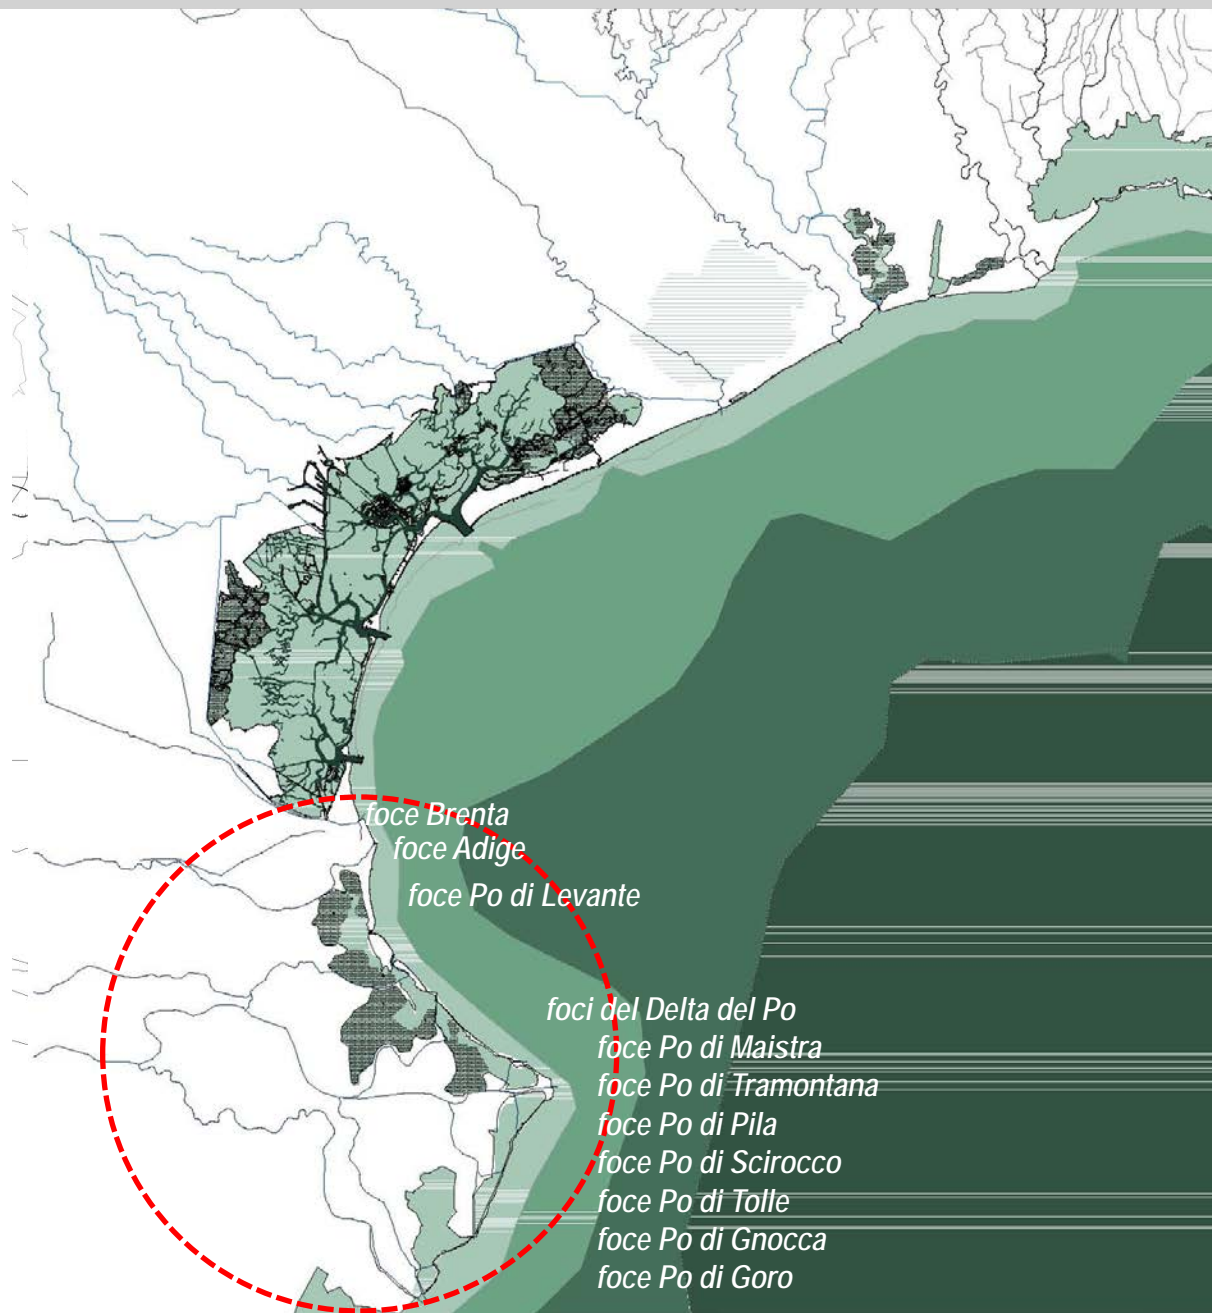 foce Brenta
foce Adige
foce Po di Levante
foci del Delta del Po
foce Po di Maistra
foce Po di Tramontana
foce Po di Pila
foce Po di Scirocco
foce Po di Tolle
foce Po di Gnocca
foce Po di Goro